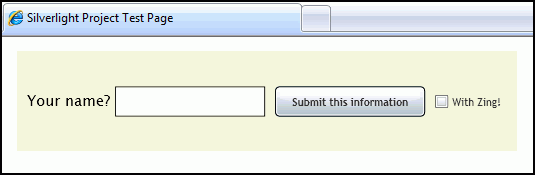 Silverlight Project Test Page
Your name? Submit this information With Zing!